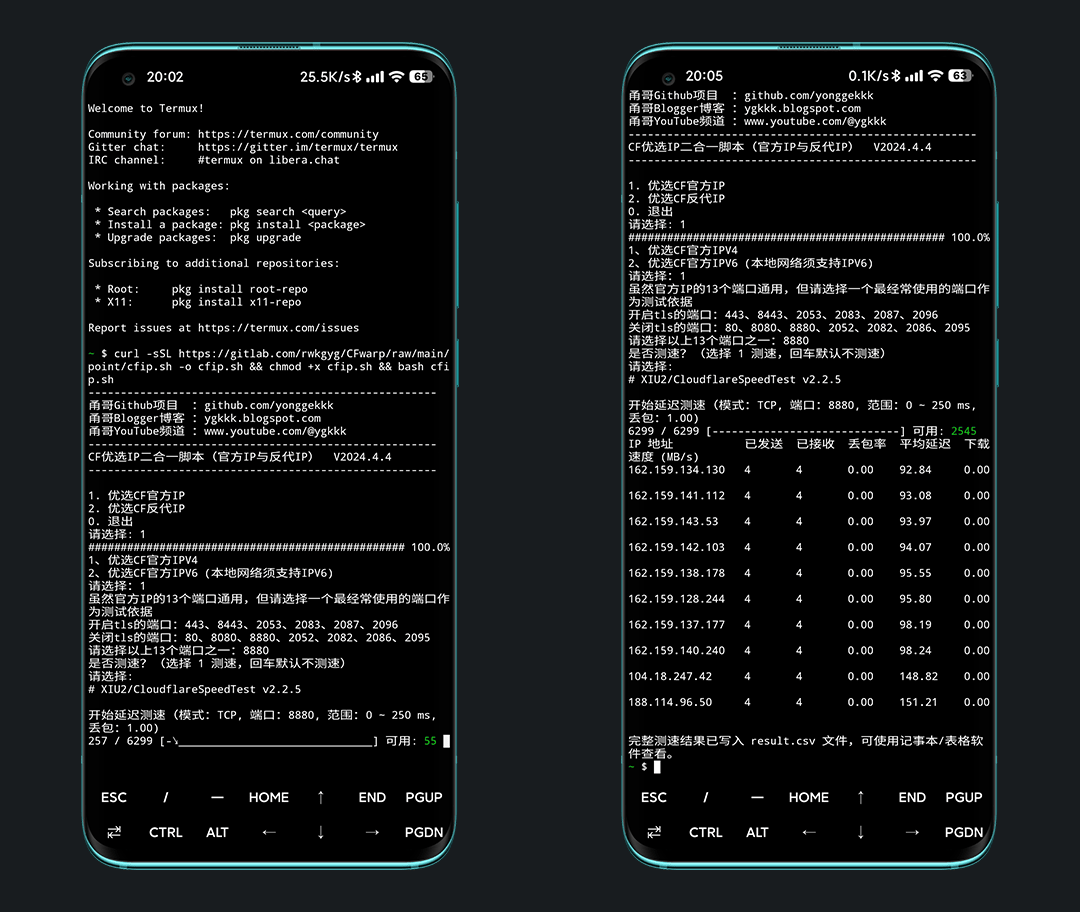 20:02 25.5K/s 65
Welcome to Termux!
Community forum: https://termux.com/community
Gitter chat: https://gitter.im/termux/termux
IRC channel: #termux on libera.chat
Working with packages:
* Search packages: pkg search <query>
* Install a package: pkg install <package>
* Upgrade packages: pkg upgrade
Subscribing to additional repositories:
* Root: pkg install root-repo
* X11: pkg install x11-repo
Report issues at https://termux.com/issues
~ $ curl -sSL https://gitlab.com/rwkgyg/CFwarp/raw/main/
point/cfip.sh -o cfip.sh && chmod +x cfip.sh && bash cfi
p.sh
------------------------------------------------------
甬哥Github项目 : github.com/yonggekkk
甬哥Blogger博客 : ygkkk.blogspot.com
甬哥YouTube频道 : www.youtube.com/@ygkkk
------------------------------------------------------
CF优选IP二合一脚本（官方IP与反代IP） V2024.4.4
------------------------------------------------------
1. 优选CF官方IP
2. 优选CF反代IP
0. 退出
请选择: 1
################################################# 100.0%
1、优选CF官方IPV4
2、优选CF官方IPV6 (本地网络须支持IPV6)
请选择: 1
虽然官方IP的13个端口通用，但请选择一个最经常使用的端口作
为测试依据
开启tls的端口: 443、8443、2053、2083、2087、2096
关闭tls的端口: 80、8080、8880、2052、2082、2086、2095
请选择以上13个端口之一: 8880
是否测速？（选择 1 测速，回车默认不测速）
请选择:
# XIU2/CloudflareSpeedTest v2.2.5
开始延迟测速（模式: TCP, 端口: 8880, 范围: 0 ~ 250 ms,
丢包: 1.00)
257 / 6299 [-↘______________________________] 可用: 55
ESC / — HOME ↑ END PGUP
⇄ CTRL ALT ← ↓ → PGDN
20:05 0.1K/s 63
甬哥Github项目 : github.com/yonggekkk
甬哥Blogger博客 : ygkkk.blogspot.com
甬哥YouTube频道 : www.youtube.com/@ygkkk
------------------------------------------------------
CF优选IP二合一脚本（官方IP与反代IP） V2024.4.4
------------------------------------------------------
1. 优选CF官方IP
2. 优选CF反代IP
0. 退出
请选择: 1
################################################# 100.0%
1、优选CF官方IPV4
2、优选CF官方IPV6 (本地网络须支持IPV6)
请选择: 1
虽然官方IP的13个端口通用，但请选择一个最经常使用的端口作
为测试依据
开启tls的端口: 443、8443、2053、2083、2087、2096
关闭tls的端口: 80、8080、8880、2052、2082、2086、2095
请选择以上13个端口之一: 8880
是否测速？（选择 1 测速，回车默认不测速）
请选择:
# XIU2/CloudflareSpeedTest v2.2.5
开始延迟测速（模式: TCP, 端口: 8880, 范围: 0 ~ 250 ms,
丢包: 1.00)
6299 / 6299 [-----------------------------] 可用: 2545
IP 地址 已发送 已接收 丢包率 平均延迟 下载
速度 (MB/s)
162.159.134.130 4 4 0.00 92.84 0.00
162.159.141.112 4 4 0.00 93.08 0.00
162.159.143.53 4 4 0.00 93.97 0.00
162.159.142.103 4 4 0.00 94.07 0.00
162.159.138.178 4 4 0.00 95.55 0.00
162.159.128.244 4 4 0.00 95.80 0.00
162.159.137.177 4 4 0.00 98.19 0.00
162.159.140.240 4 4 0.00 98.24 0.00
104.18.247.42 4 4 0.00 148.82 0.00
188.114.96.50 4 4 0.00 151.21 0.00
完整测速结果已写入 result.csv 文件，可使用记事本/表格软
件查看。
~ $
ESC / — HOME ↑ END PGUP
⇄ CTRL ALT ← ↓ → PGDN